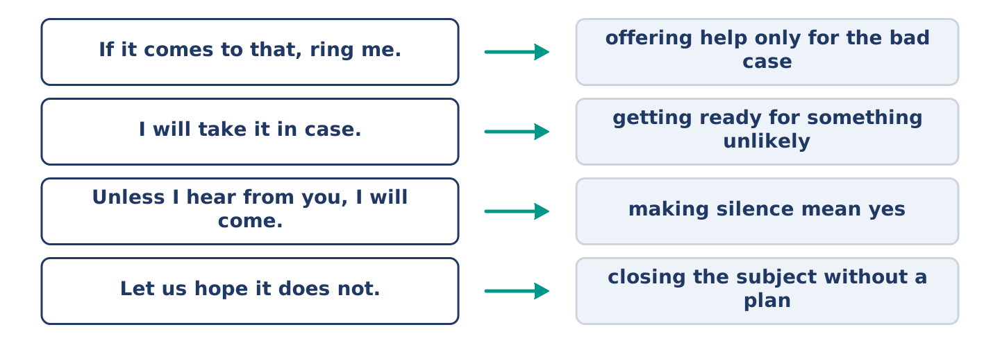 If it comes to that, ring me.
offering help only for the bad
case
I will take it in case.
getting ready for something
unlikely
Unless I hear from you, I will
come.
making silence mean yes
Let us hope it does not.
closing the subject without a
plan